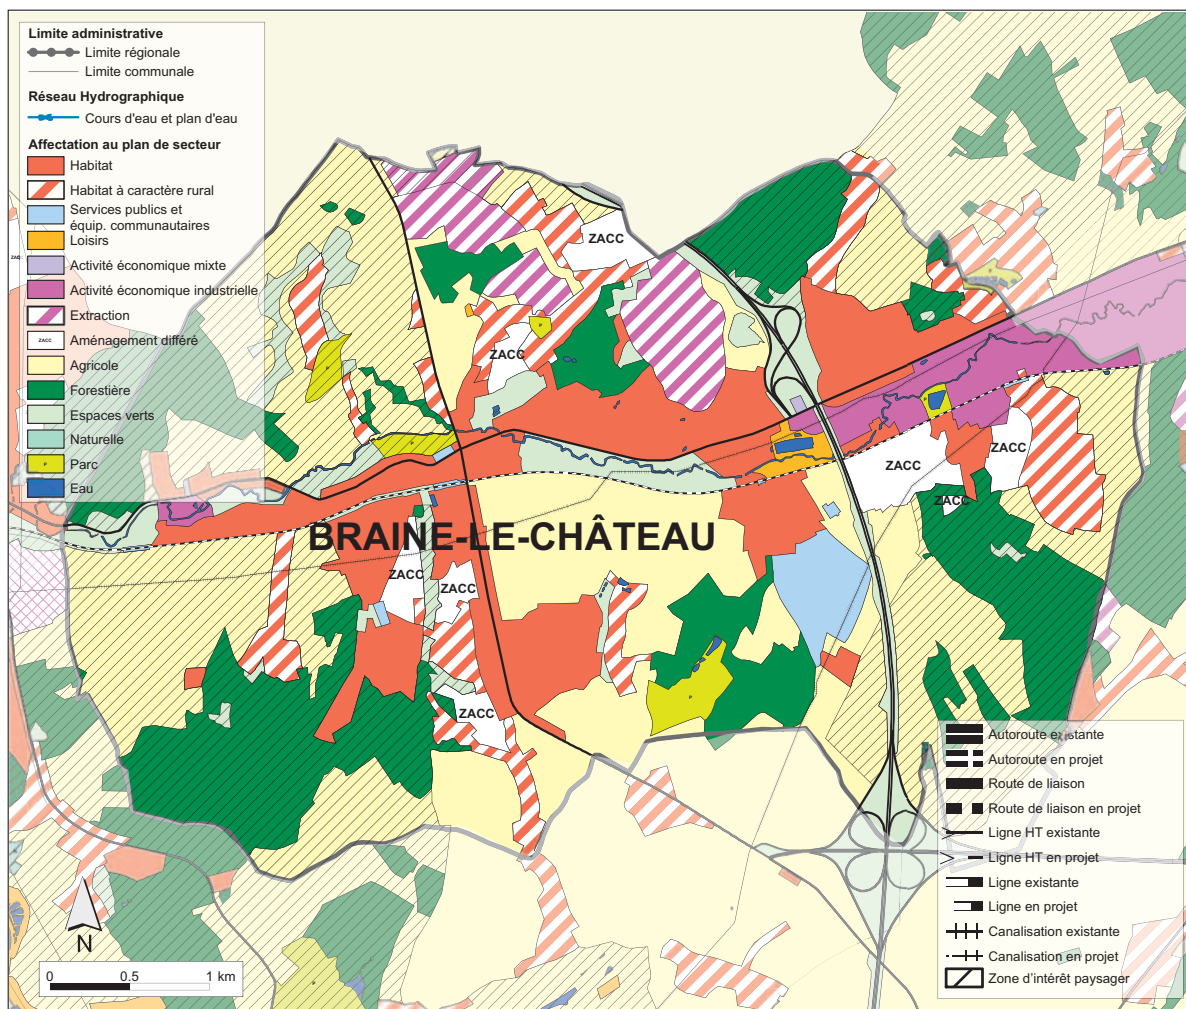 Limite administrative
Limite régionale
Limite communale
Réseau Hydrographique
Cours d'eau et plan d'eau
Affectation au plan de secteur
Habitat
Habitat à caractère rural
Services publics et
équip. communautaires
Loisirs
Activité économique mixte
Activité économique industrielle
Extraction
ZACC
Aménagement différé
Agricole
Forestière
Espaces verts
Naturelle
P
Parc
Eau
ZACC
ZACC
P
P
P
P
P
ZACC
ZACC
ZACC
BRAINE-LE-CHÂTEAU
ZACC
ZACC
P
ZACC
Autoroute existante
Autoroute en projet
Route de liaison
Route de liaison en projet
Ligne HT existante
Ligne HT en projet
Ligne existante
Ligne en projet
Canalisation existante
Canalisation en projet
Zone d'intérêt paysager
N
0 0.5 1 km